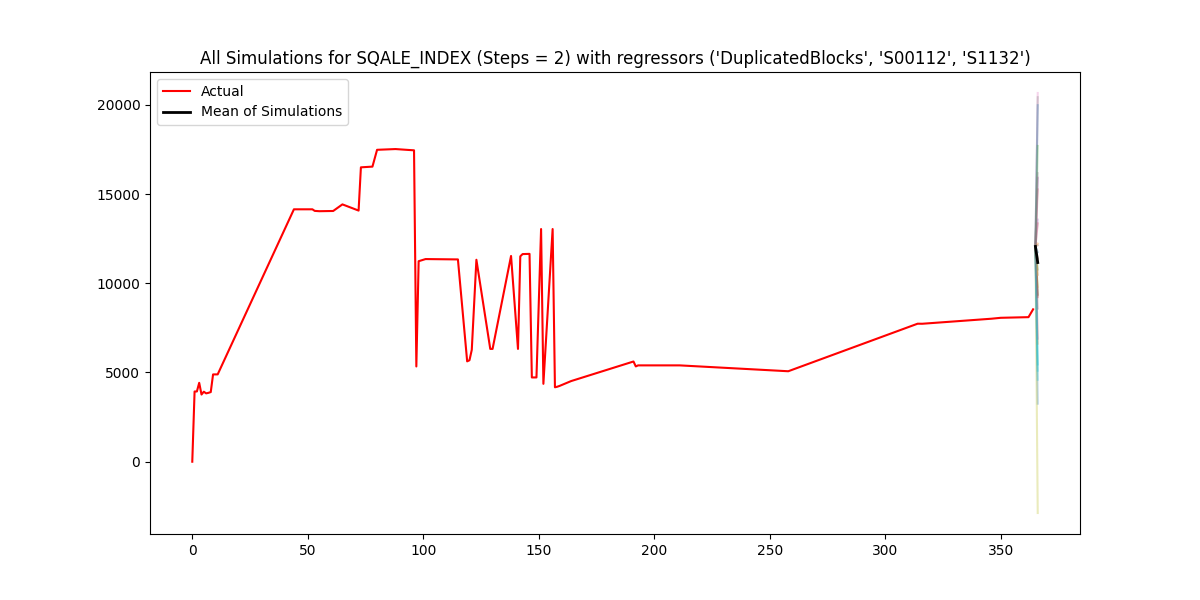 All Simulations for SQALE_INDEX (Steps = 2) with regressors ('DuplicatedBlocks', 'S00112', 'S1132')
Actual
Mean of Simulations
20000
15000
10000
5000
0
0 50 100 150 200 250 300 350